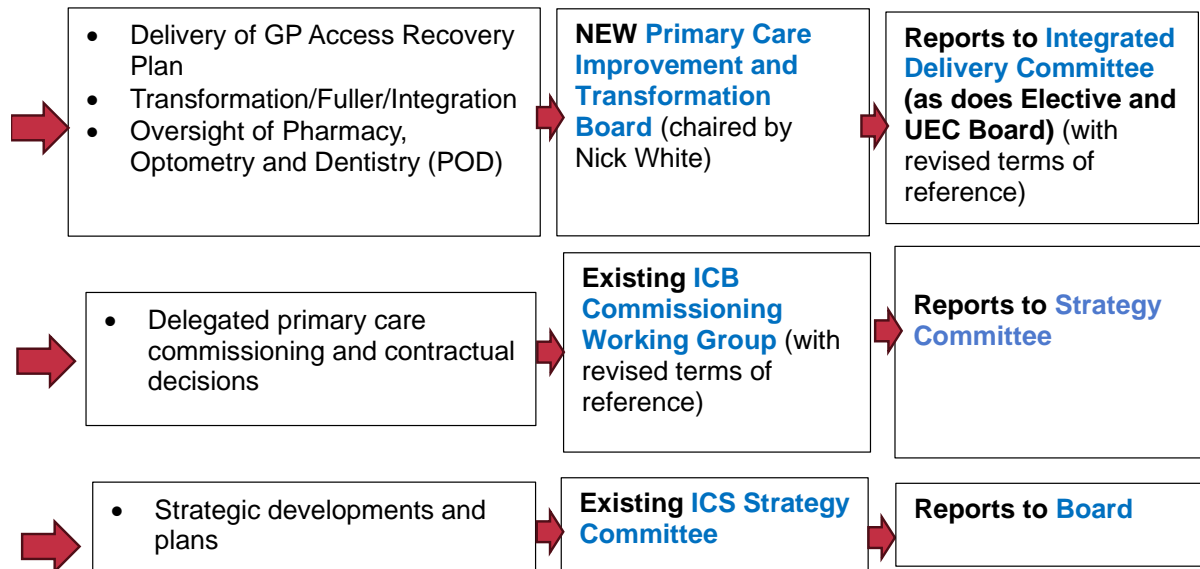 • Delivery of GP Access Recovery
Plan
• Transformation/Fuller/Integration
• Oversight of Pharmacy,
Optometry and Dentistry (POD)
NEW Primary Care
Improvement and
Transformation
Board (chaired by
Nick White)
Reports to Integrated
Delivery Committee
(as does Elective and
UEC Board) (with
revised terms of
reference)
• Delegated primary care
commissioning and contractual
decisions
Existing ICB
Commissioning
Working Group (with
revised terms of
reference)
Reports to Strategy
Committee
• Strategic developments and
plans
Existing ICS Strategy
Committee
Reports to Board